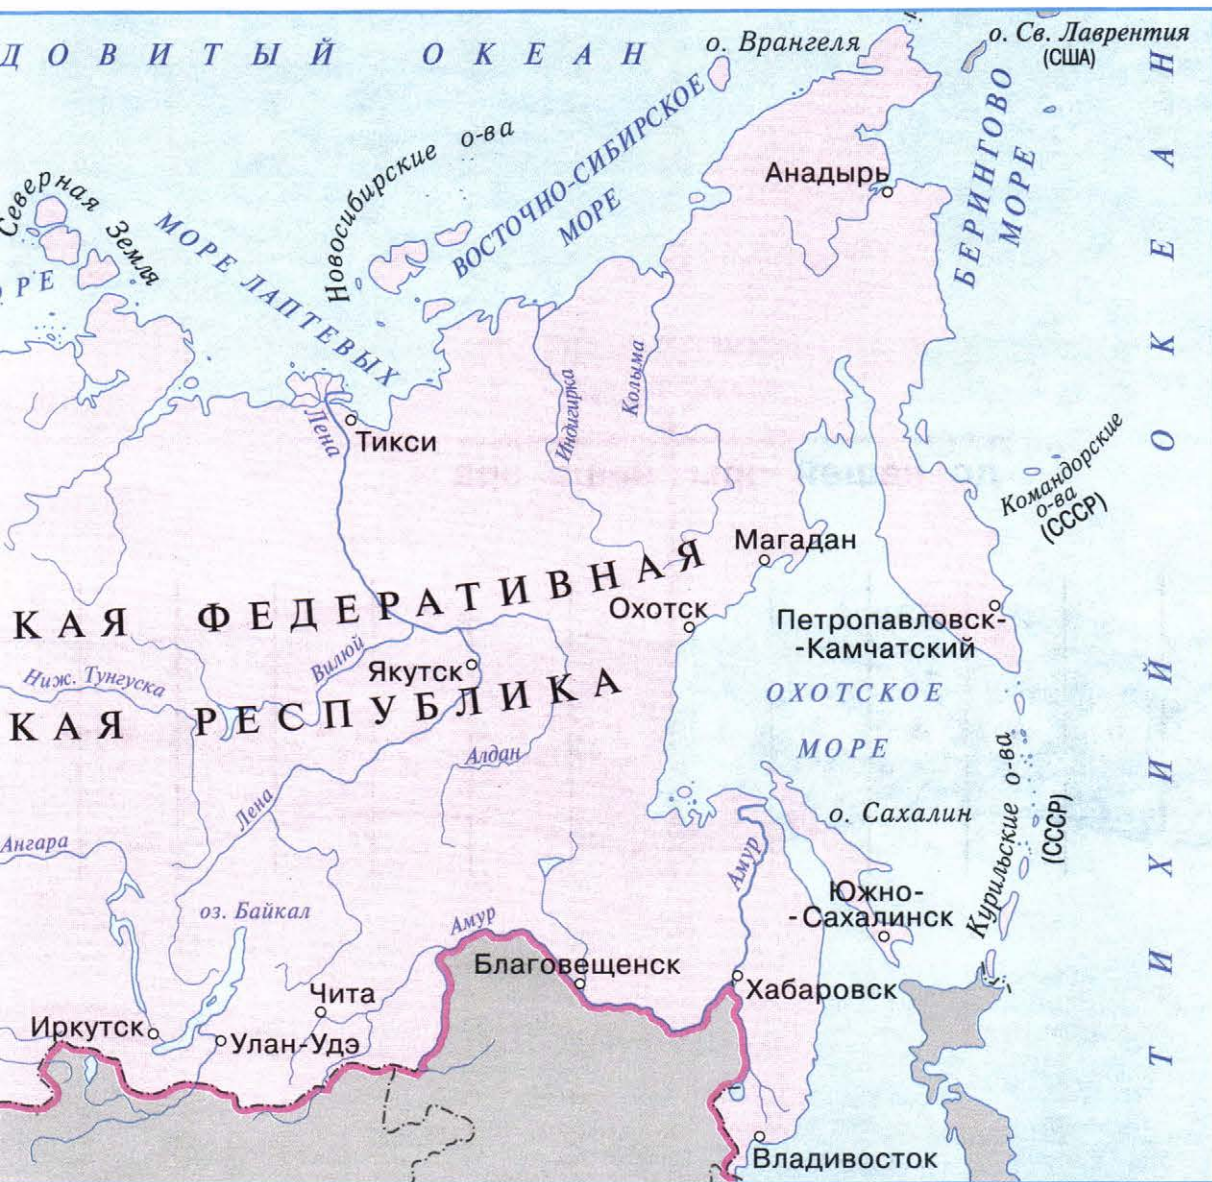 ДОВИТЫЙ ОКЕАН
о. Врангеля
о. Св. Лаврентия
(США)
БЕРИНГОВО
МОРЕ
ТИХИЙ ОКЕАН
Северная Земля
МОРЕ ЛАПТЕВЫХ
Новосибирские о-ва
ВОСТОЧНО-СИБИРСКОЕ
МОРЕ
Анадырь
ОРЕ
Индигирка
Колыма
Лена
Тикси
Командорские
о-ва
(СССР)
Магадан
Охотск
Петропавловск-
-Камчатский
КАЯ ФЕДЕРАТИВНАЯ
Вилюй
Якутск
Ниж. Тунгуска
КАЯ РЕСПУБЛИКА
ОХОТСКОЕ
МОРЕ
Алдан
Лена
Ангара
о. Сахалин
Курильские о-ва
(СССР)
Амур
Южно-
-Сахалинск
оз. Байкал
Амур
Благовещенск
Хабаровск
Чита
Иркутск
Улан-Удэ
Владивосток